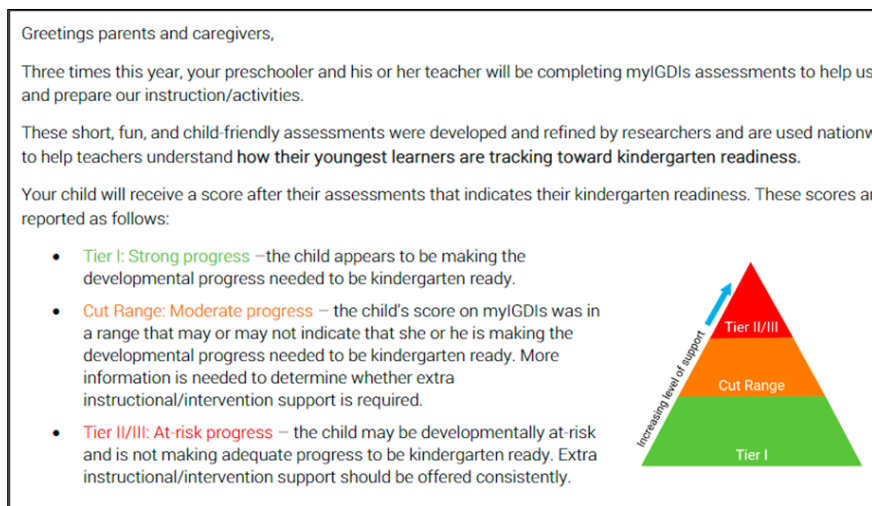 Greetings parents and caregivers,
Three times this year, your preschooler and his or her teacher will be completing myIGDIs assessments to help us
and prepare our instruction/activities.
These short, fun, and child-friendly assessments were developed and refined by researchers and are used nationw
to help teachers understand how their youngest learners are tracking toward kindergarten readiness.
Your child will receive a score after their assessments that indicates their kindergarten readiness. These scores ar
reported as follows:
• Tier I: Strong progress –the child appears to be making the
developmental progress needed to be kindergarten ready.
• Cut Range: Moderate progress – the child's score on myIGDIs was in
a range that may or may not indicate that she or he is making the
developmental progress needed to be kindergarten ready. More
information is needed to determine whether extra
instructional/intervention support is required.
• Tier II/III: At-risk progress – the child may be developmentally at-risk
and is not making adequate progress to be kindergarten ready. Extra
instructional/intervention support should be offered consistently.
Increasing level of support
Tier II/III
Cut Range
Tier I